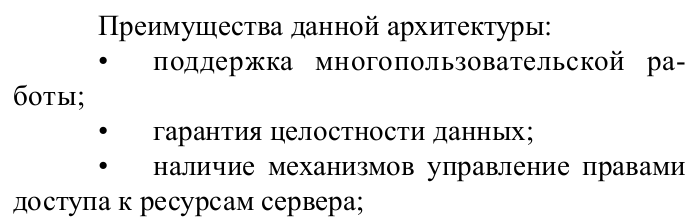 Преимущества данной архитектуры:
• поддержка многопользовательской ра-
боты;
• гарантия целостности данных;
• наличие механизмов управление правами
доступа к ресурсам сервера;